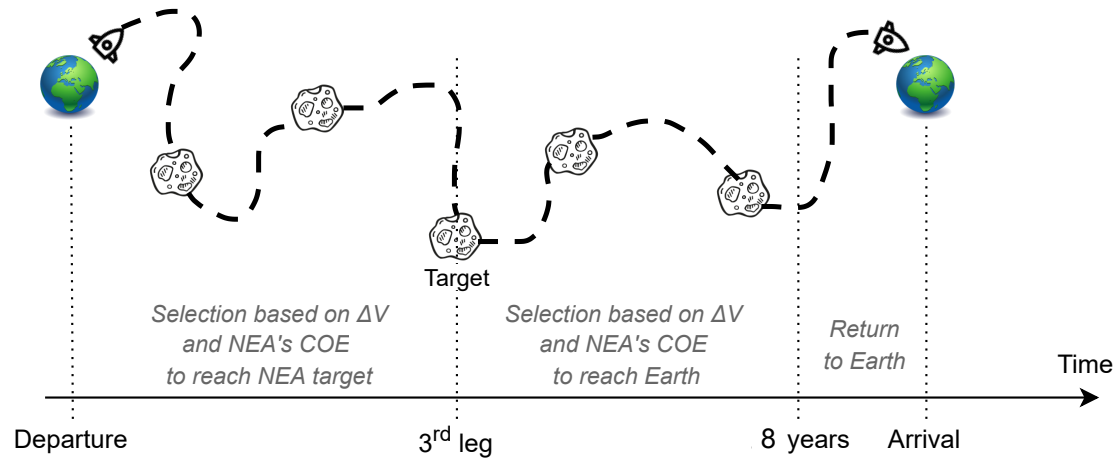 Target
Selection based on ΔV
and NEA's COE
to reach NEA target
Selection based on ΔV
and NEA's COE
to reach Earth
Return
to Earth
Time
Departure
3rd leg
8 years
Arrival